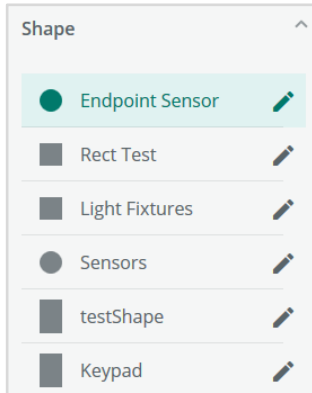 Shape
Endpoint Sensor
Rect Test
Light Fixtures
Sensors
testShape
Keypad